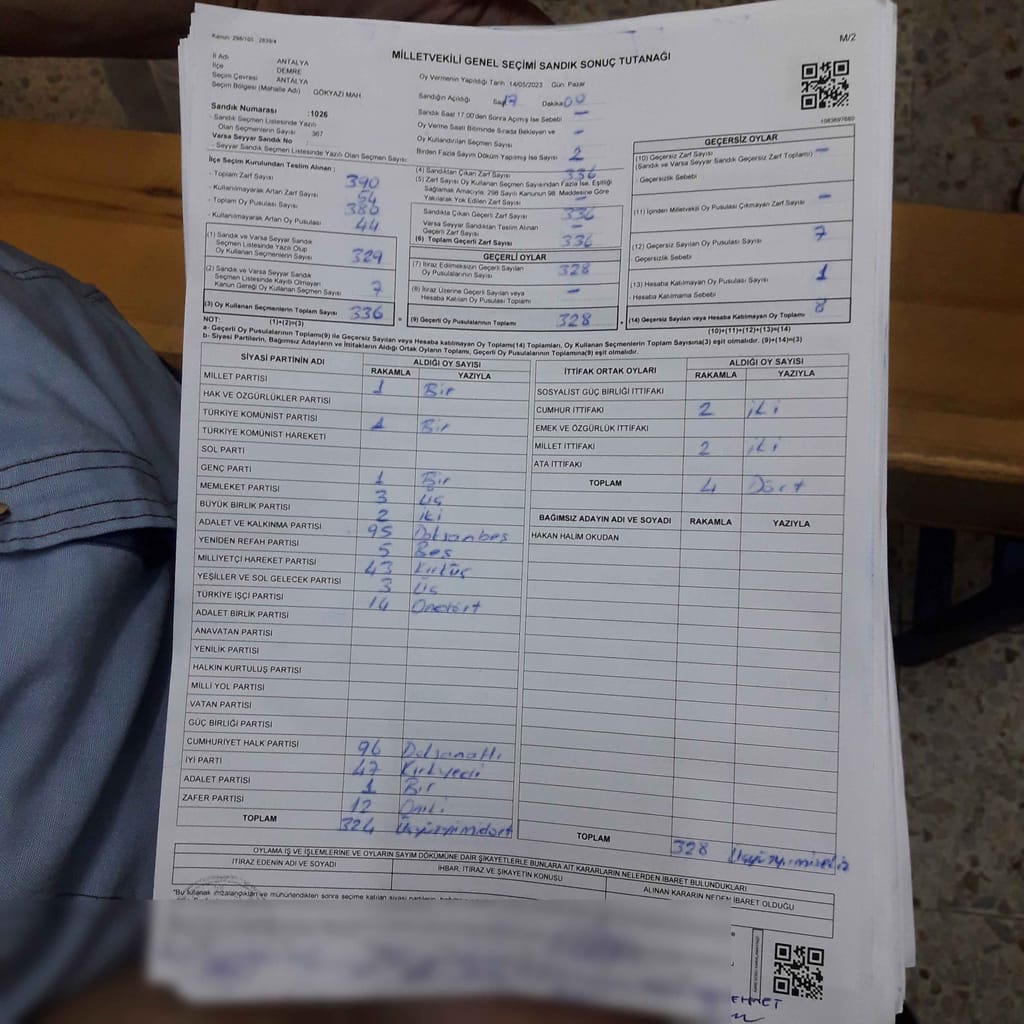 Kanun: 298/105 2839/4
M/2
MİLLETVEKİLİ GENEL SEÇİMİ SANDIK SONUÇ TUTANAĞI
İl Adı ANTALYA
İlçe DEMRE
Seçim Çevresi ANTALYA
Seçim Bölgesi (Mahalle Adı) GÖKYAZI MAH.
Sandık Numarası :1026
- Sandık Seçmen Listesinde Yazılı
Olan Seçmenlerin Sayısı 367
Varsa Seyyar Sandık No
- Seyyar Seçmen Listesinde Yazılı Olan Seçmen Sayısı:
İlçe Seçim Kurulundan Teslim Alınan :
- Toplam Zarf Sayısı 390
- Kullanılmayarak Artan Zarf Sayısı 54
- Toplam Oy Pusulası Sayısı 380
- Kullanılmayarak Artan Oy Pusulası 44
(1) Sandık ve Varsa Seyyar Sandık
Seçmen Listesinde Yazılı Olup
Oy Kullanan Seçmenlerin Sayısı 329
(2) Sandık ve Varsa Seyyar Sandık
Seçmen Listesinde Kayıtlı Olmayan
Kanun Gereği Oy Kullanan Seçmen Sayısı 7
(3) Oy Kullanan Seçmenlerin Toplam Sayısı 336
Oy Vermenin Yapıldığı Tarih :14/05/2023 Gün: Pazar
Sandığın Açıldığı Saat 17 Dakika 00
Sandık Saat 17.00'den Sonra Açılmış İse Sebebi -
Oy Verme Saati Bitiminde Sırada Bekleyen ve
Oy Kullandırılan Seçmen Sayısı -
Birden Fazla Sayım Döküm Yapılmış İse Sayısı 2
(4) Sandıktan Çıkan Zarf Sayısı 336
(5) Zarf Sayısı Oy Kullanan Seçmen Sayısından Fazla İse, Eşitliği
Sağlamak Amacıyla, 298 Sayılı Kanunun 98. Maddesine Göre
Yakılarak Yok Edilen Zarf Sayısı -
Sandıkta Çıkan Geçerli Zarf Sayısı 336
Varsa Seyyar Sandıktan Teslim Alınan
Geçerli Zarf Sayısı -
(6) Toplam Geçerli Zarf Sayısı 336
GEÇERLİ OYLAR
(7) İtiraz Edilmeksizin Geçerli Sayılan
Oy Pusulalarının Sayısı 328
(8) İtiraz Üzerine Geçerli Sayılan veya
Hesaba Katılan Oy Pusulası Toplamı -
= (9) Geçerli Oy Pusulalarının Toplamı 328
1083697680
GEÇERSİZ OYLAR
(10) Geçersiz Zarf Sayısı
(Sandık ve Varsa Seyyar Sandık Geçersiz Zarf Toplamı) -
- Geçersizlik Sebebi
(11) İçinden Milletvekili Oy Pusulası Çıkmayan Zarf Sayısı -
(12) Geçersiz Sayılan Oy Pusulası Sayısı 7
- Geçersizlik Sebebi
(13) Hesaba Katılmayan Oy Pusulası Sayısı 1
- Hesaba Katılmama Sebebi
+ (14) Geçersiz Sayılan veya Hesaba Katılmayan Oy Toplamı 8
NOT: (1)+(2)=(3) (10)+(11)+(12)+(13)=(14)
a- Geçerli Oy Pusulalarının Toplamı(9) ile Geçersiz Sayılan veya Hesaba katılmayan Oy Toplamı(14) Toplamları, Oy Kullanan Seçmenlerin Toplam Sayısına(3) eşit olmalıdır. (9)+(14)=(3)
b- Siyasi Partilerin, Bağımsız Adayların ve İttifakların Aldığı Ortak Oyların Toplamı, Geçerli Oy Pusulalarının Toplamına(9) eşit olmalıdır.
SİYASİ PARTİNİN ADI ALDIĞI OY SAYISI
RAKAMLA YAZIYLA
MİLLET PARTİSİ 1 Bir
HAK VE ÖZGÜRLÜKLER PARTİSİ
TÜRKİYE KOMÜNİST PARTİSİ 1 Bir
TÜRKİYE KOMÜNİST HAREKETİ
SOL PARTİ
GENÇ PARTİ 1 Bir
MEMLEKET PARTİSİ 3 Üç
BÜYÜK BİRLİK PARTİSİ 2 iki
ADALET VE KALKINMA PARTİSİ 95 Doksanbeş
YENİDEN REFAH PARTİSİ 5 Beş
MİLLİYETÇİ HAREKET PARTİSİ 43 Kırküç
YEŞİLLER VE SOL GELECEK PARTİSİ 3 Üç
TÜRKİYE İŞÇİ PARTİSİ 14 Ondört
ADALET BİRLİK PARTİSİ
ANAVATAN PARTİSİ
YENİLİK PARTİSİ
HALKIN KURTULUŞ PARTİSİ
MİLLİ YOL PARTİSİ
VATAN PARTİSİ
GÜÇ BİRLİĞİ PARTİSİ
CUMHURİYET HALK PARTİSİ 96 Doksanaltı
İYİ PARTİ 47 Kırkyedi
ADALET PARTİSİ 1 Bir
ZAFER PARTİSİ 12 Oniki
TOPLAM 324 Üçyüzyirmidört
İTTİFAK ORTAK OYLARI ALDIĞI OY SAYISI
RAKAMLA YAZIYLA
SOSYALİST GÜÇ BİRLİĞİ İTTİFAKI
CUMHUR İTTİFAKI 2 iki
EMEK VE ÖZGÜRLÜK İTTİFAKI
MİLLET İTTİFAKI 2 iki
ATA İTTİFAKI
TOPLAM 4 Dört
BAĞIMSIZ ADAYIN ADI VE SOYADI RAKAMLA YAZIYLA
HAKAN HALİM OKUDAN
TOPLAM 328 Üçyüzyirmisekiz
OYLAMA İŞ VE İŞLEMLERİNE VE OYLARIN SAYIM DÖKÜMÜNE DAİR ŞİKAYETLERLE BUNLARA AİT KARARLARIN NELERDEN İBARET BULUNDUKLARI
İTİRAZ EDENİN ADI VE SOYADI İHBAR, İTİRAZ VE ŞİKAYETİN KONUSU ALINAN KARARIN NEDEN İBARET OLDUĞU
"Bu tutanak imzalandıktan ve mühürlendikten sonra seçime katılan siyasi partilerin,